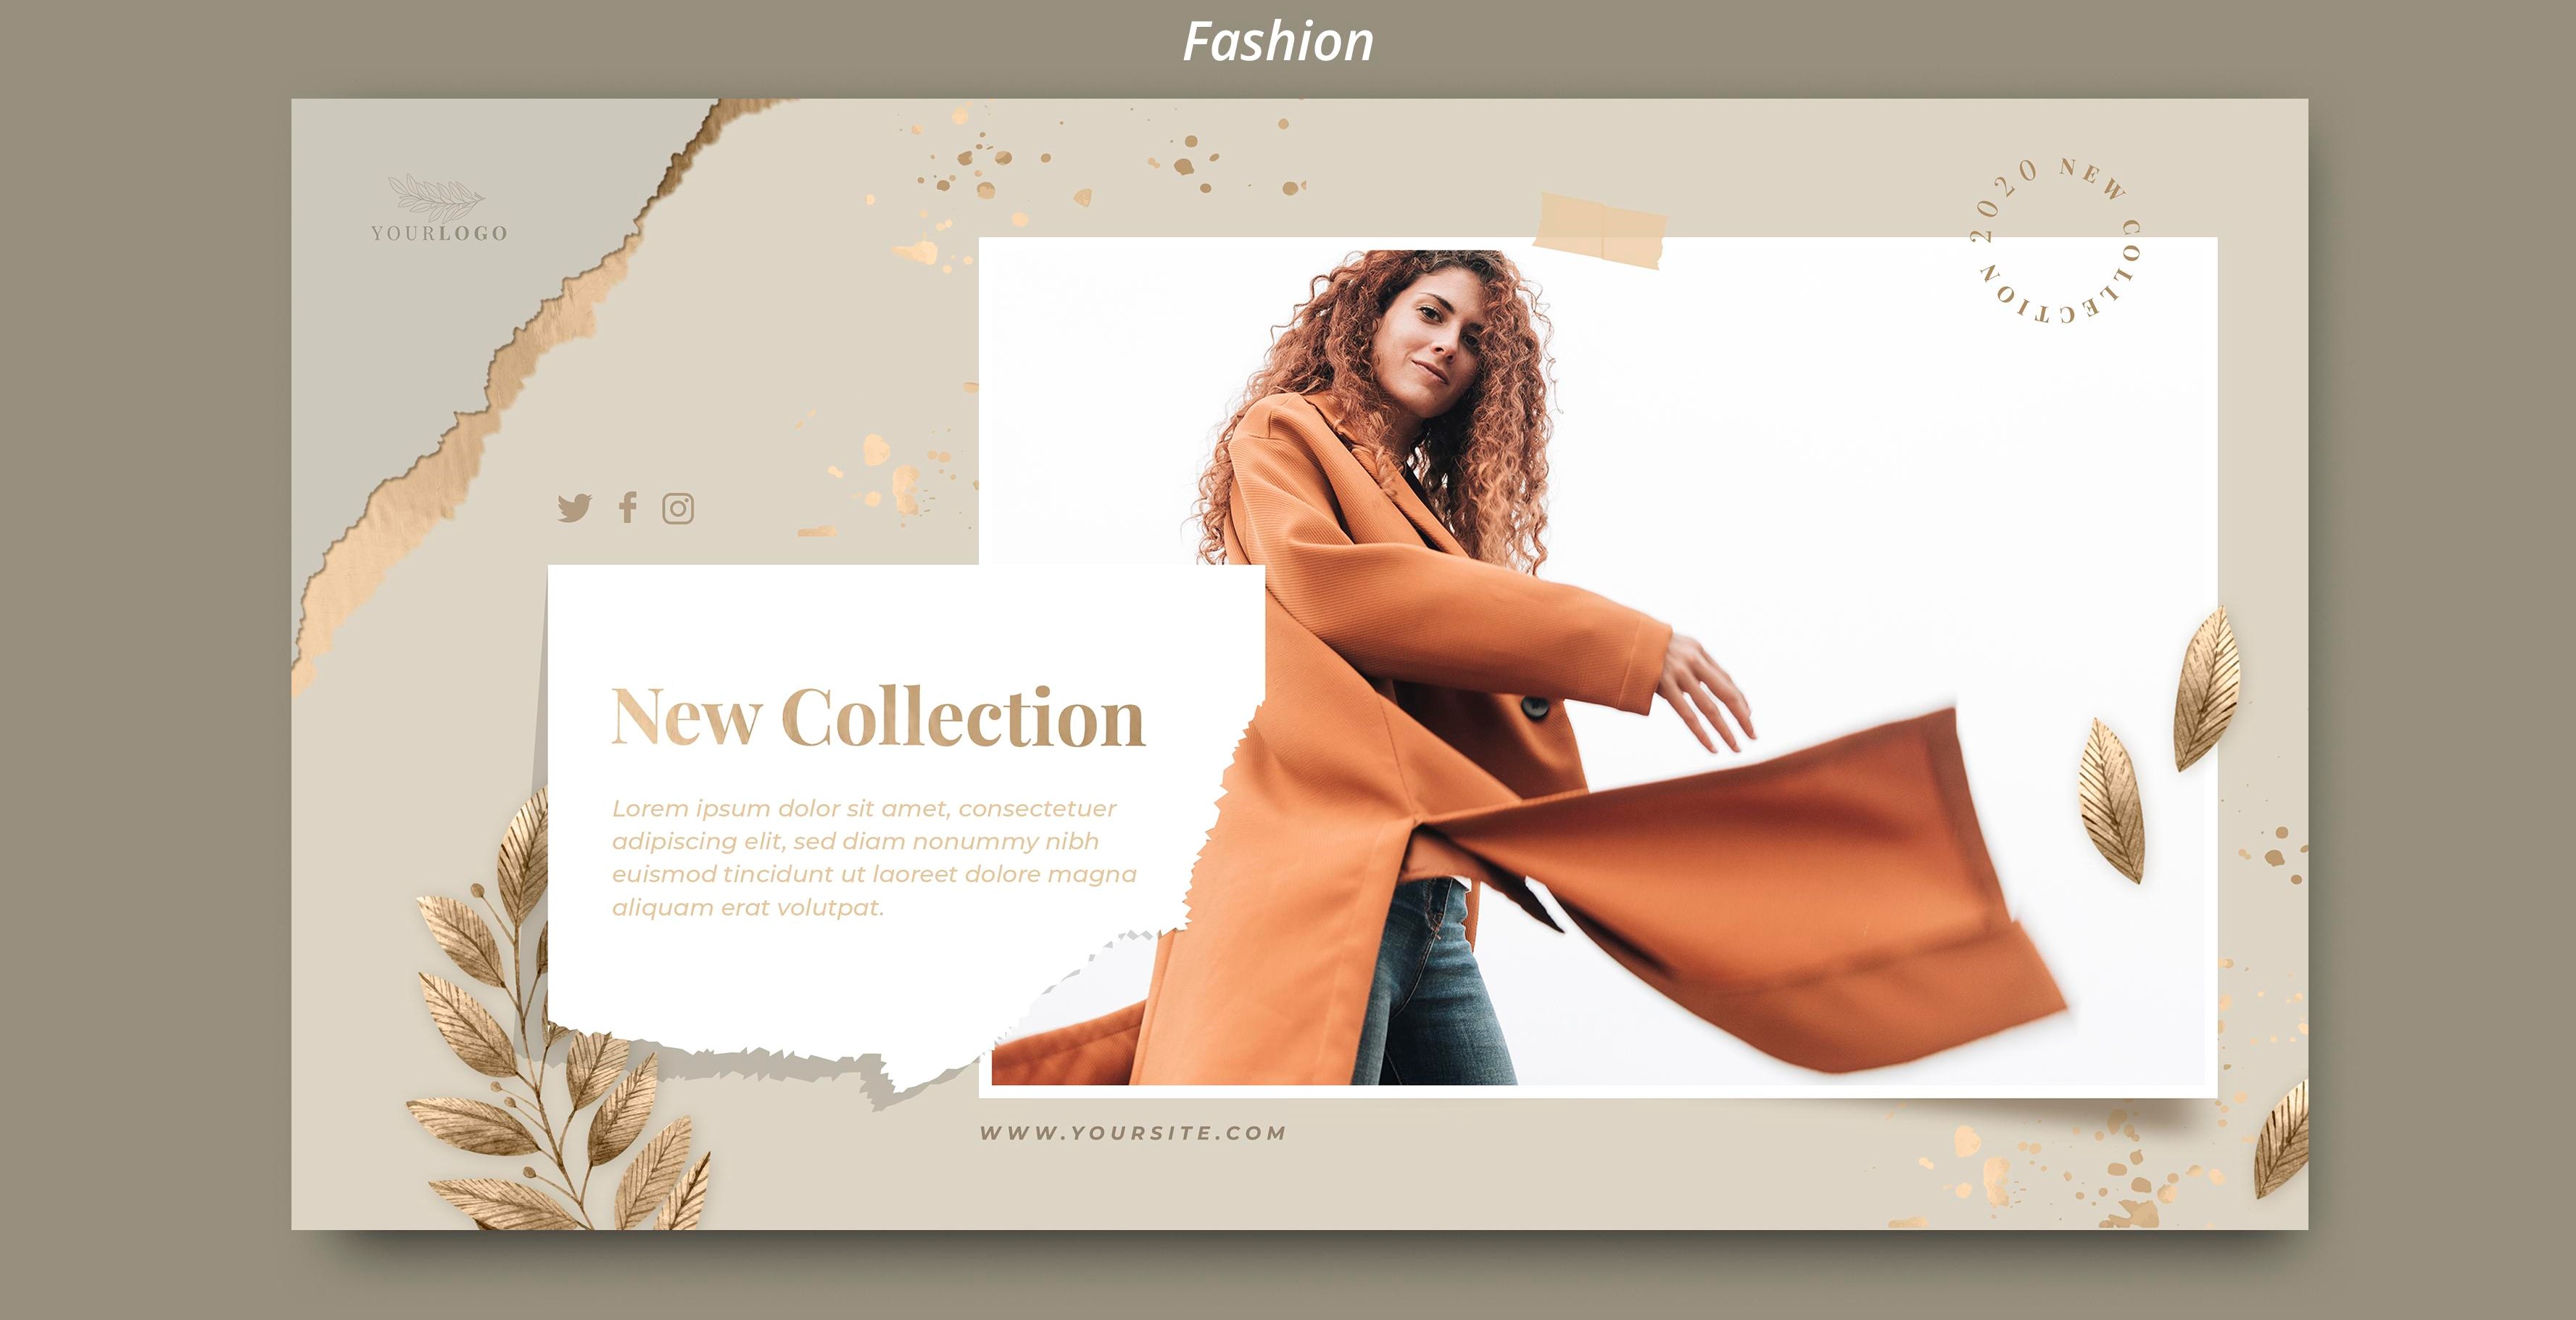 Fashion
YOURLOGO
2020 NEW COLLECTION
New Collection
Lorem ipsum dolor sit amet, consectetuer
adipiscing elit, sed diam nonummy nibh
euismod tincidunt ut laoreet dolore magna
aliquam erat volutpat.
WWW.YOURSITE.COM